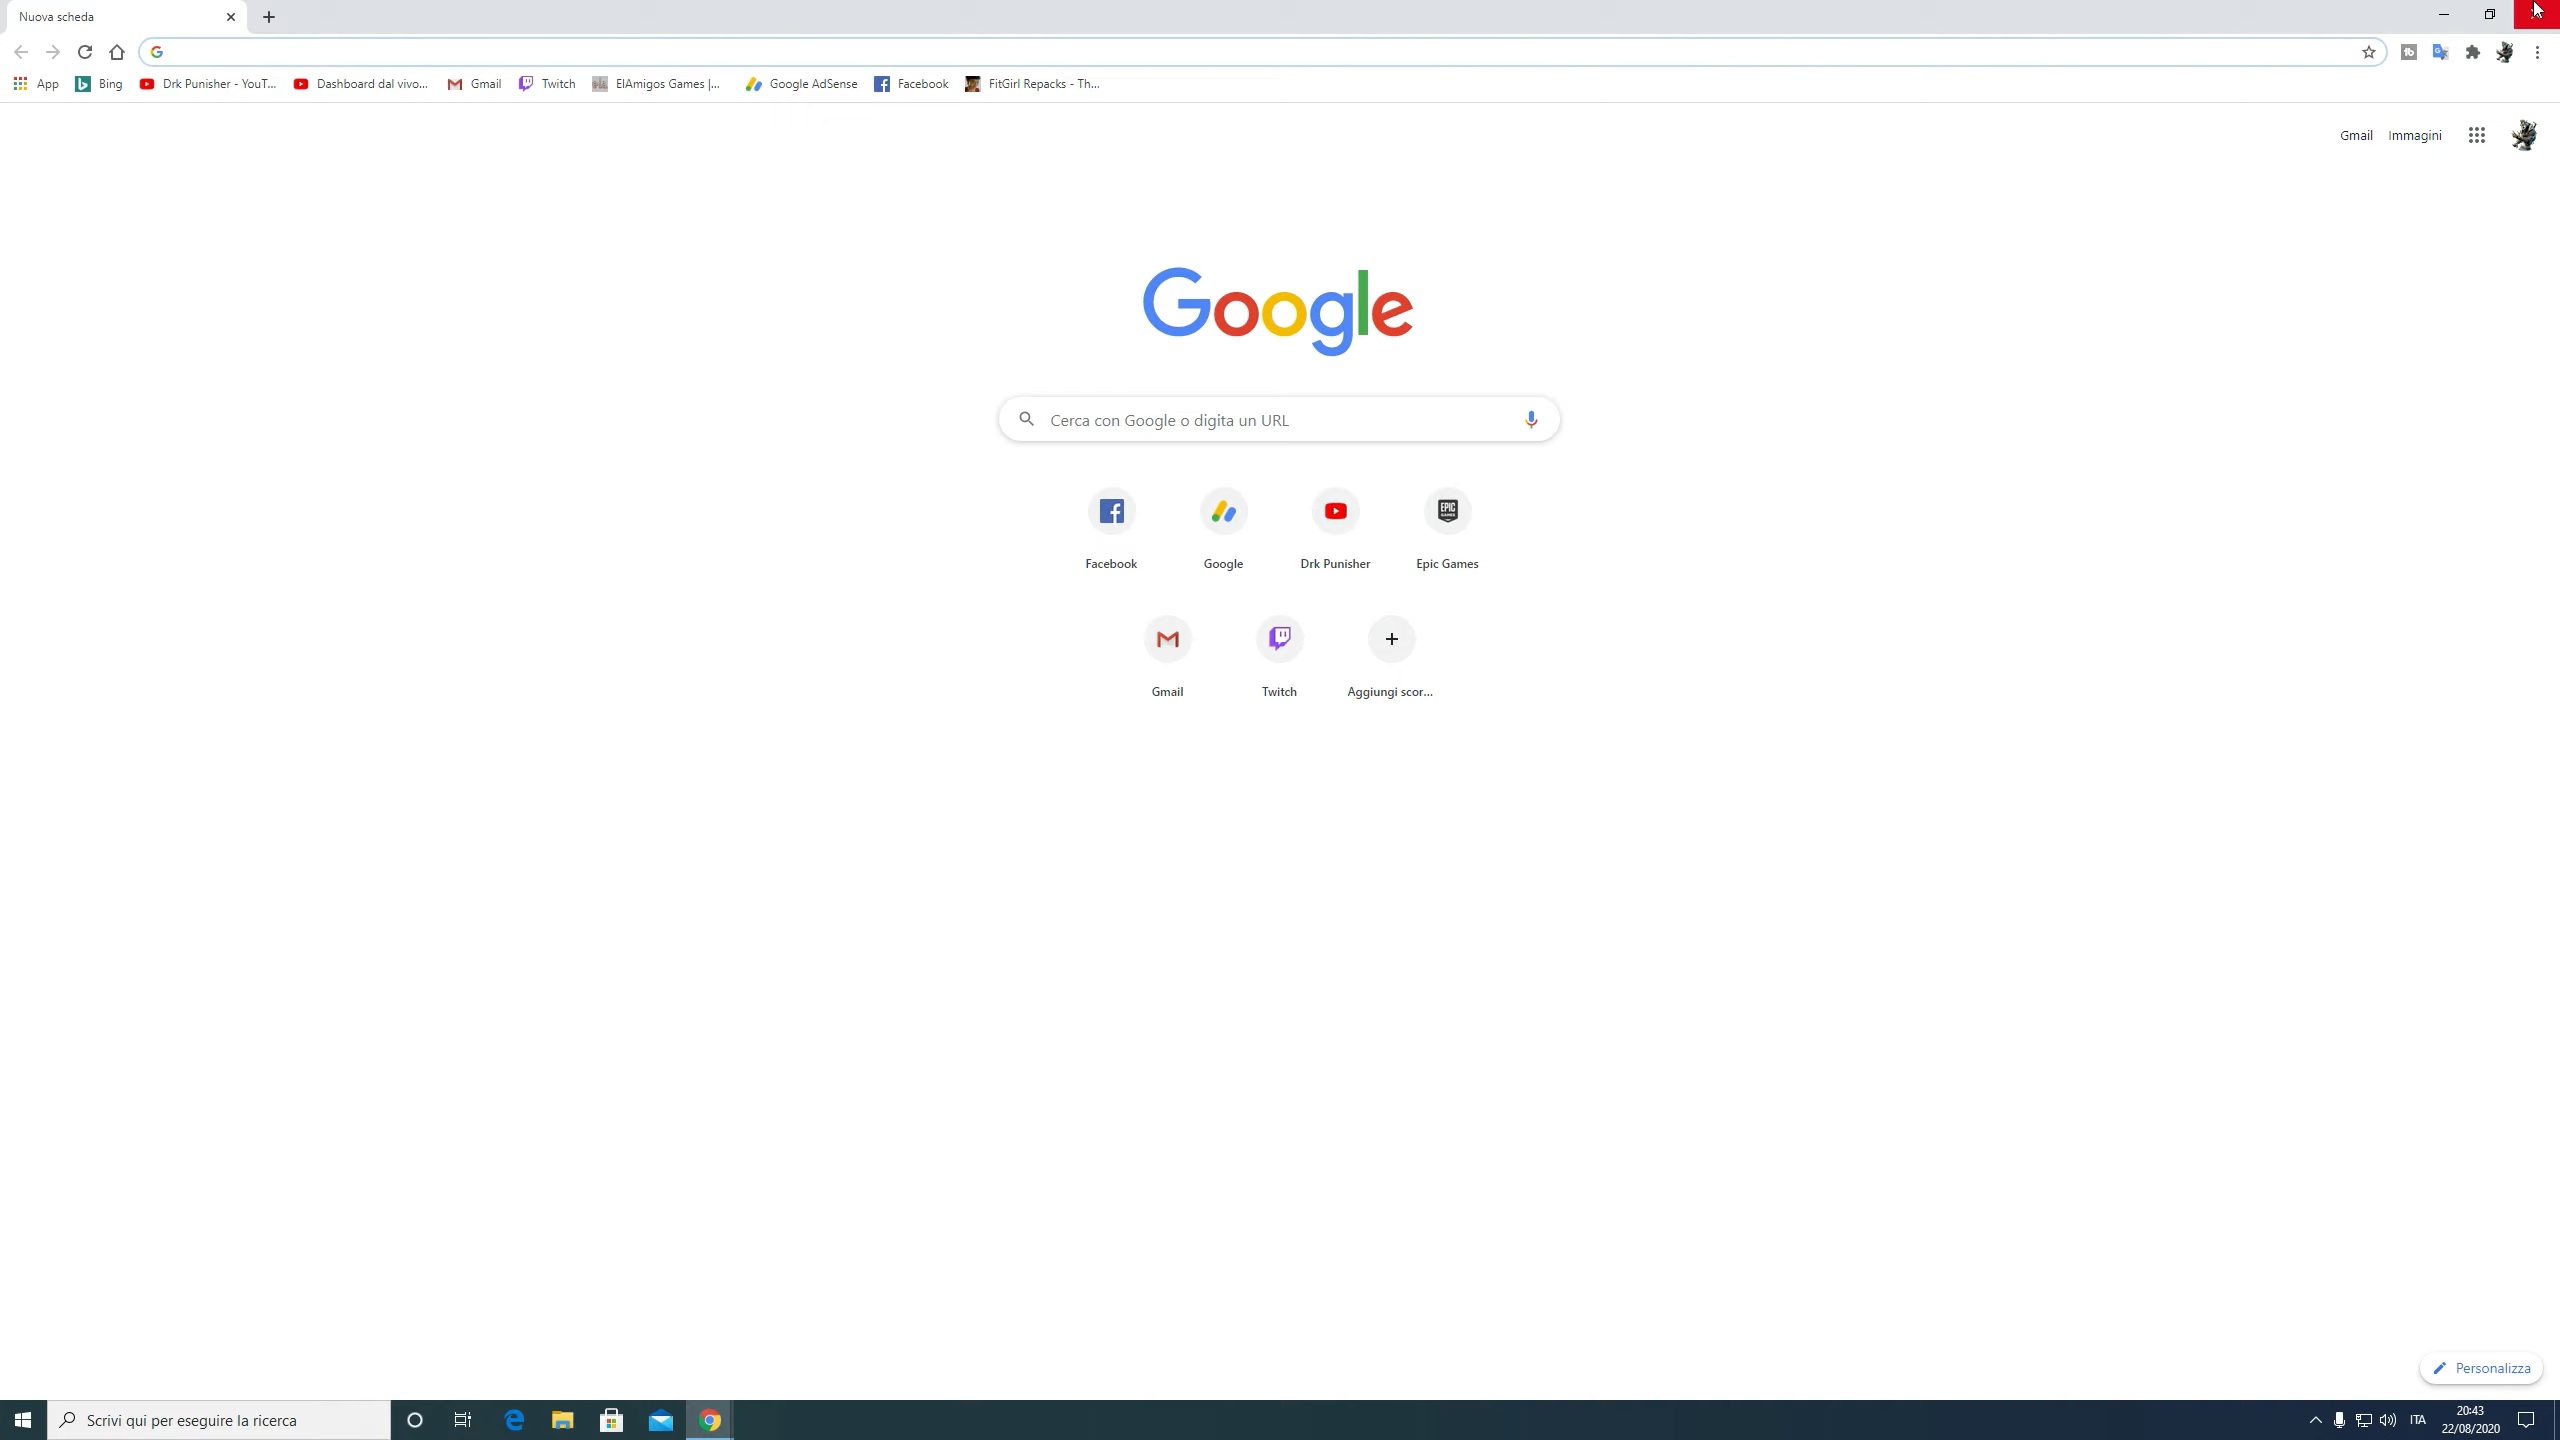 Nuova scheda
App Bing Drk Punisher - YouT... Dashboard dal vivo... Gmail Twitch ElAmigos Games |... Google AdSense Facebook FitGirl Repacks - Th...
Gmail Immagini
Google
Cerca con Google o digita un URL
Facebook Google Drk Punisher Epic Games
Gmail Twitch Aggiungi scor...
Personalizza
Scrivi qui per eseguire la ricerca
ITA
20:43
22/08/2020